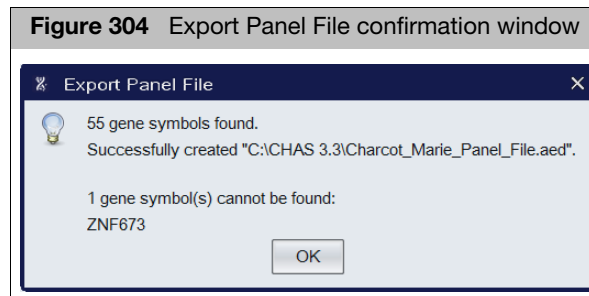 Figure 304 Export Panel File confirmation window
Export Panel File
55 gene symbols found.
Successfully created "C:\CHAS 3.3\Charcot_Marie_Panel_File.aed".
1 gene symbol(s) cannot be found:
ZNF673
OK